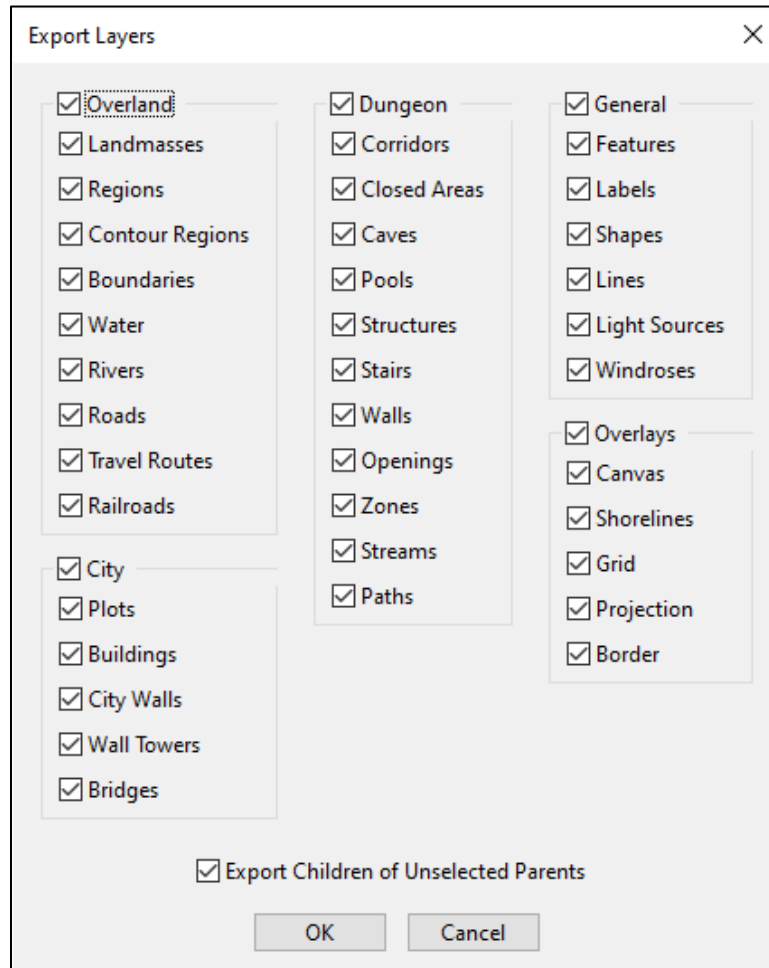 Export Layers
Overland
Landmasses
Regions
Contour Regions
Boundaries
Water
Rivers
Roads
Travel Routes
Railroads
City
Plots
Buildings
City Walls
Wall Towers
Bridges
Dungeon
Corridors
Closed Areas
Caves
Pools
Structures
Stairs
Walls
Openings
Zones
Streams
Paths
General
Features
Labels
Shapes
Lines
Light Sources
Windroses
Overlays
Canvas
Shorelines
Grid
Projection
Border
Export Children of Unselected Parents
OK
Cancel